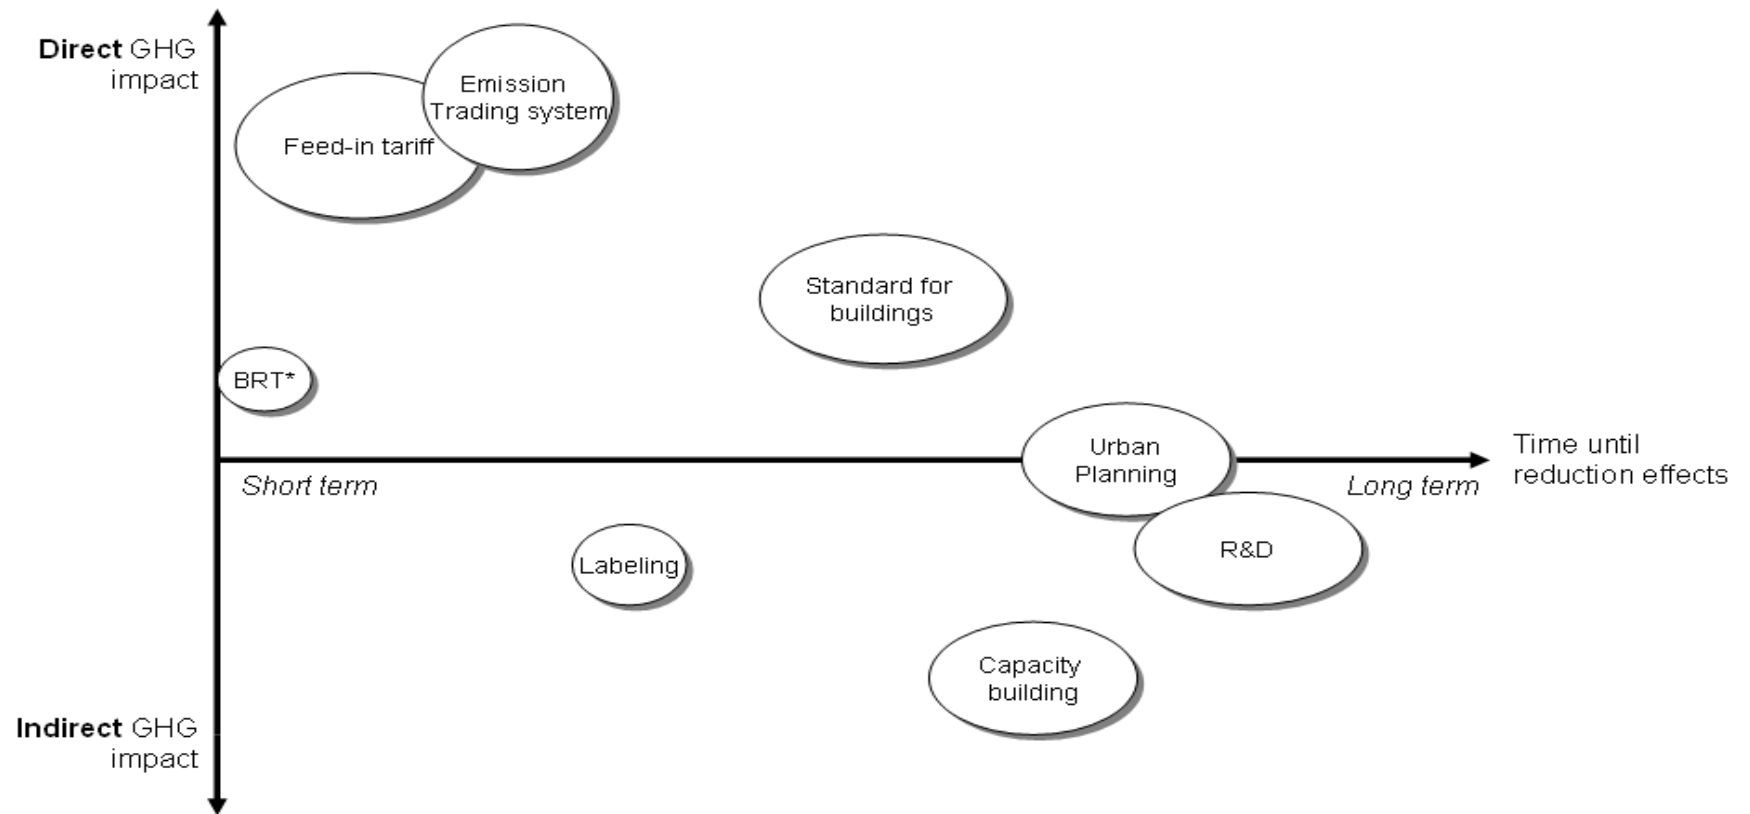 Direct GHG
impact
Emission
Trading system
Feed-in tariff
Standard for
buildings
BRT*
Urban
Planning
Time until
reduction effects
Short term
Long term
Labeling
R&D
Capacity
building
Indirect GHG
impact